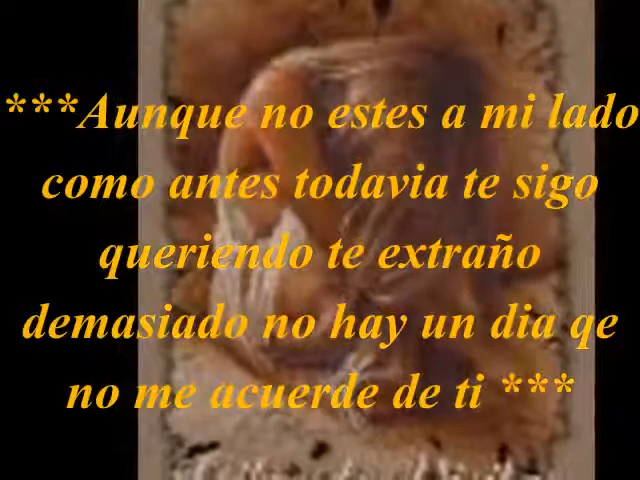 ***Aunque no estes a mi lado
como antes todavia te sigo
queriendo te extraño
demasiado no hay un dia qe
no me acuerde de ti ***